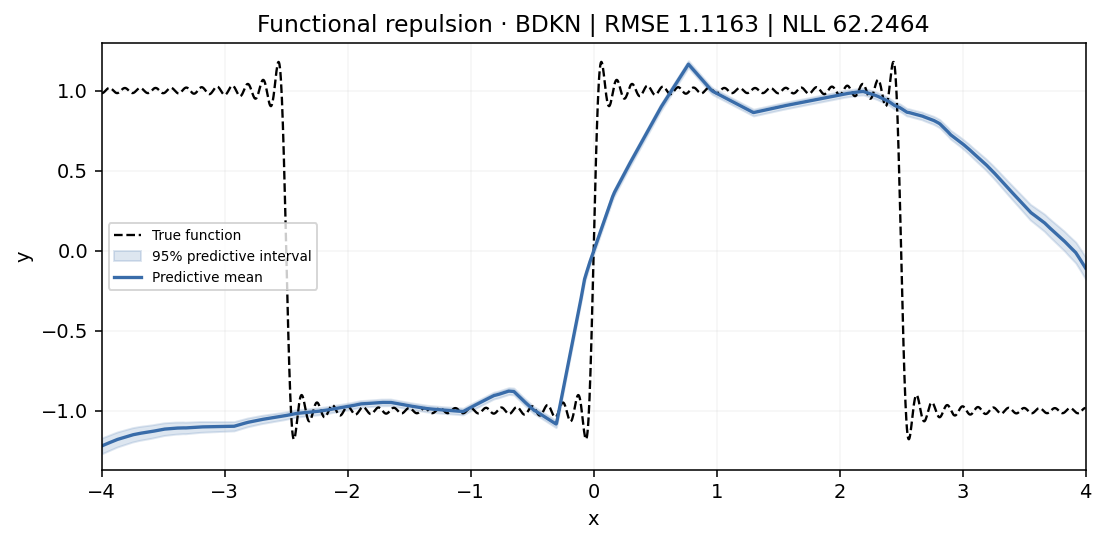 Functional repulsion · BDKN | RMSE 1.1163 | NLL 62.2464
1.0
0.5
0.0
−0.5
−1.0
y
True function
95% predictive interval
Predictive mean
−4 −3 −2 −1 0 1 2 3 4
x